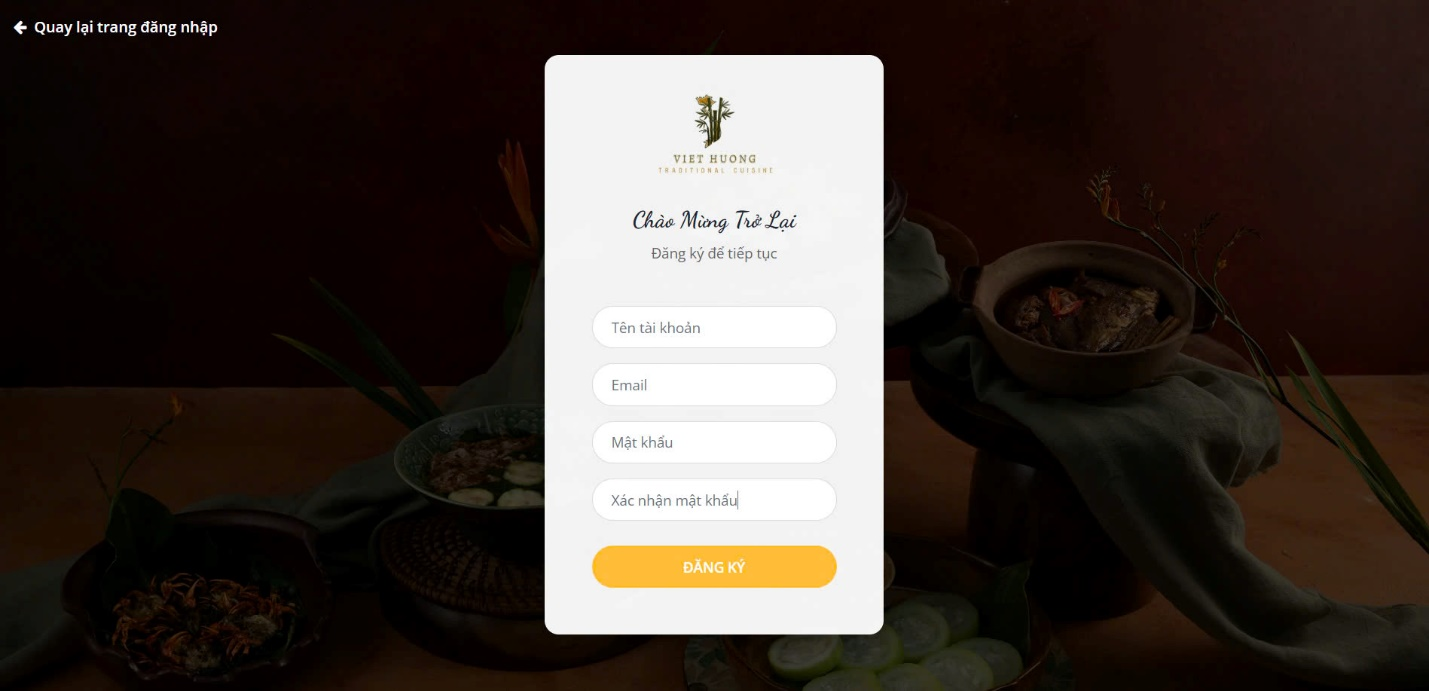 Quay lại trang đăng nhập
VIET HUONG
TRADITIONAL CUISINE
Chào Mừng Trở Lại
Đăng ký để tiếp tục
Tên tài khoản
Email
Mật khẩu
Xác nhận mật khẩu
ĐĂNG KÝ